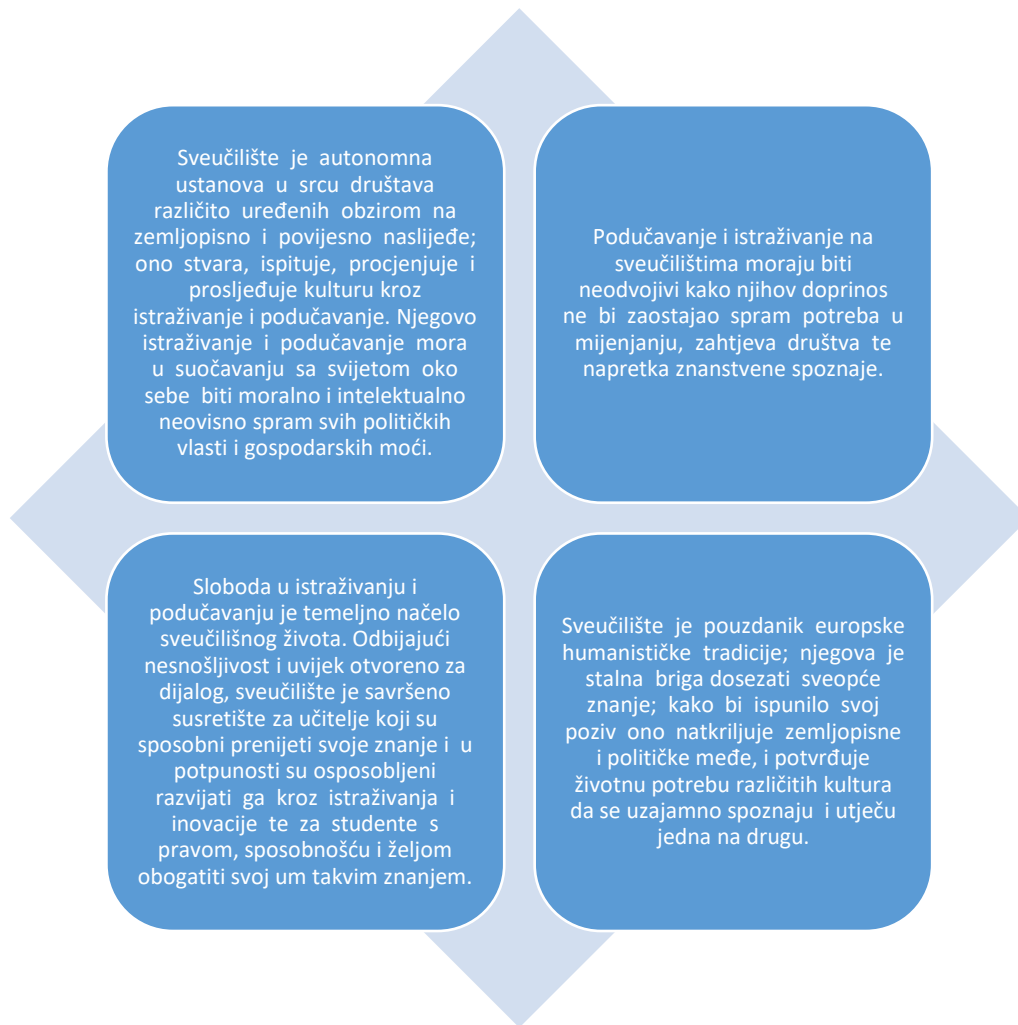 Sveučilište je autonomna
ustanova u srcu društava
različito uređenih obzirom na
zemljopisno i povijesno naslijeđe;
ono stvara, ispituje, procjenjuje i
prosljeđuje kulturu kroz
istraživanje i podučavanje. Njegovo
istraživanje i podučavanje mora
u suočavanju sa svijetom oko
sebe biti moralno i intelektualno
neovisno spram svih političkih
vlasti i gospodarskih moći.
Podučavanje i istraživanje na
sveučilištima moraju biti
neodvojivi kako njihov doprinos
ne bi zaostajao spram potreba u
mijenjanju, zahtjeva društva te
napretka znanstvene spoznaje.
Sloboda u istraživanju i
podučavanju je temeljno načelo
sveučilišnog života. Odbijajući
nesnošljivost i uvijek otvoreno za
dijalog, sveučilište je savršeno
susretište za učitelje koji su
sposobni prenijeti svoje znanje i u
potpunosti su osposobljeni
razvijati ga kroz istraživanja i
inovacije te za studente s
pravom, sposobnošću i željom
obogatiti svoj um takvim znanjem.
Sveučilište je pouzdanik europske
humanističke tradicije; njegova je
stalna briga dosezati sveopće
znanje; kako bi ispunilo svoj
poziv ono natkriljuje zemljopisne
i političke međe, i potvrđuje
životnu potrebu različitih kultura
da se uzajamno spoznaju i utječu
jedna na drugu.